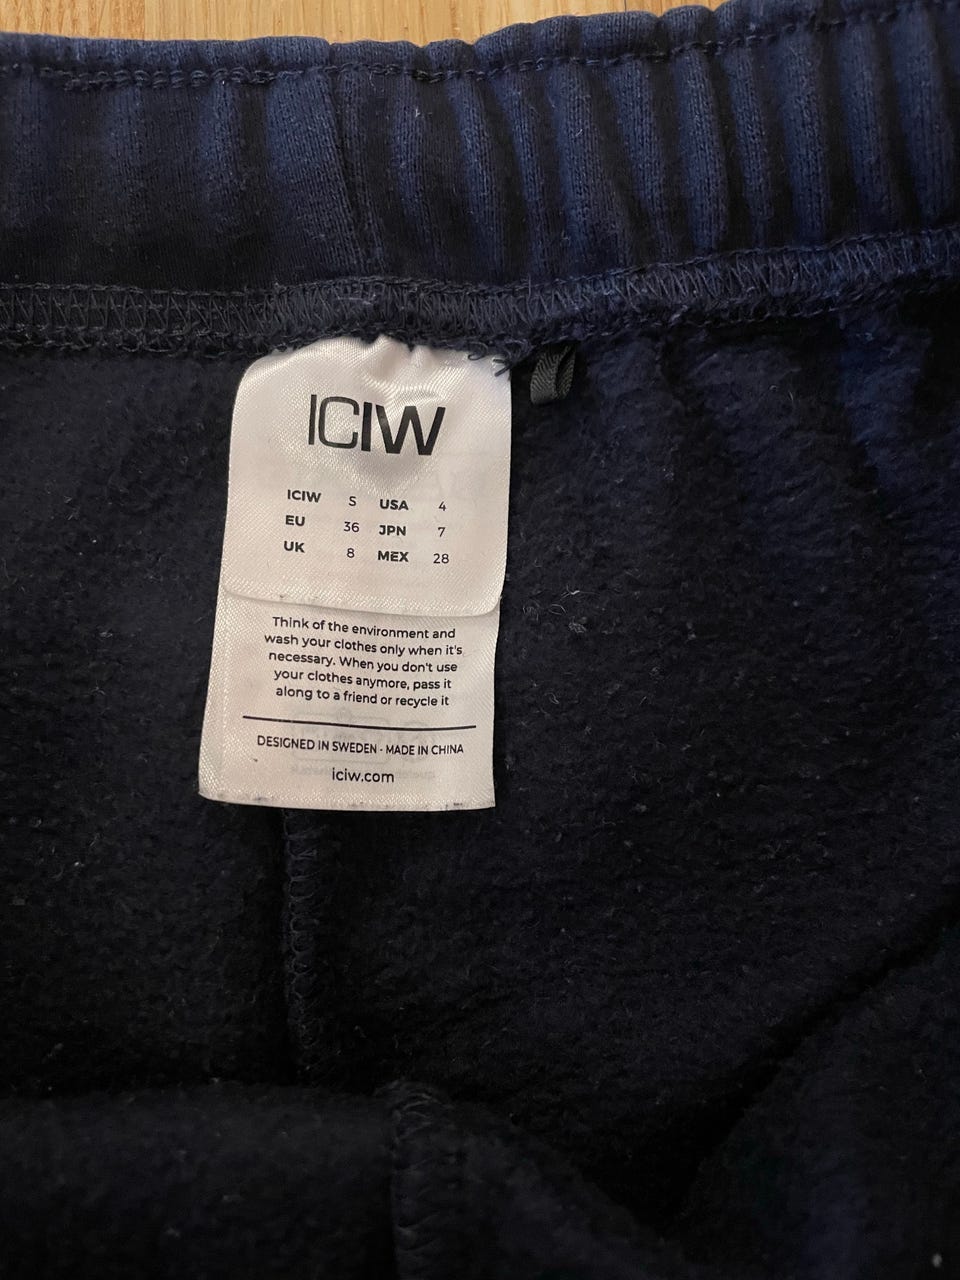 ICIW
ICIW S USA 4
EU 36 JPN 7
UK 8 MEX 28
Think of the environment and
wash your clothes only when it's
necessary. When you don't use
your clothes anymore, pass it
along to a friend or recycle it
DESIGNED IN SWEDEN - MADE IN CHINA
iciw.com